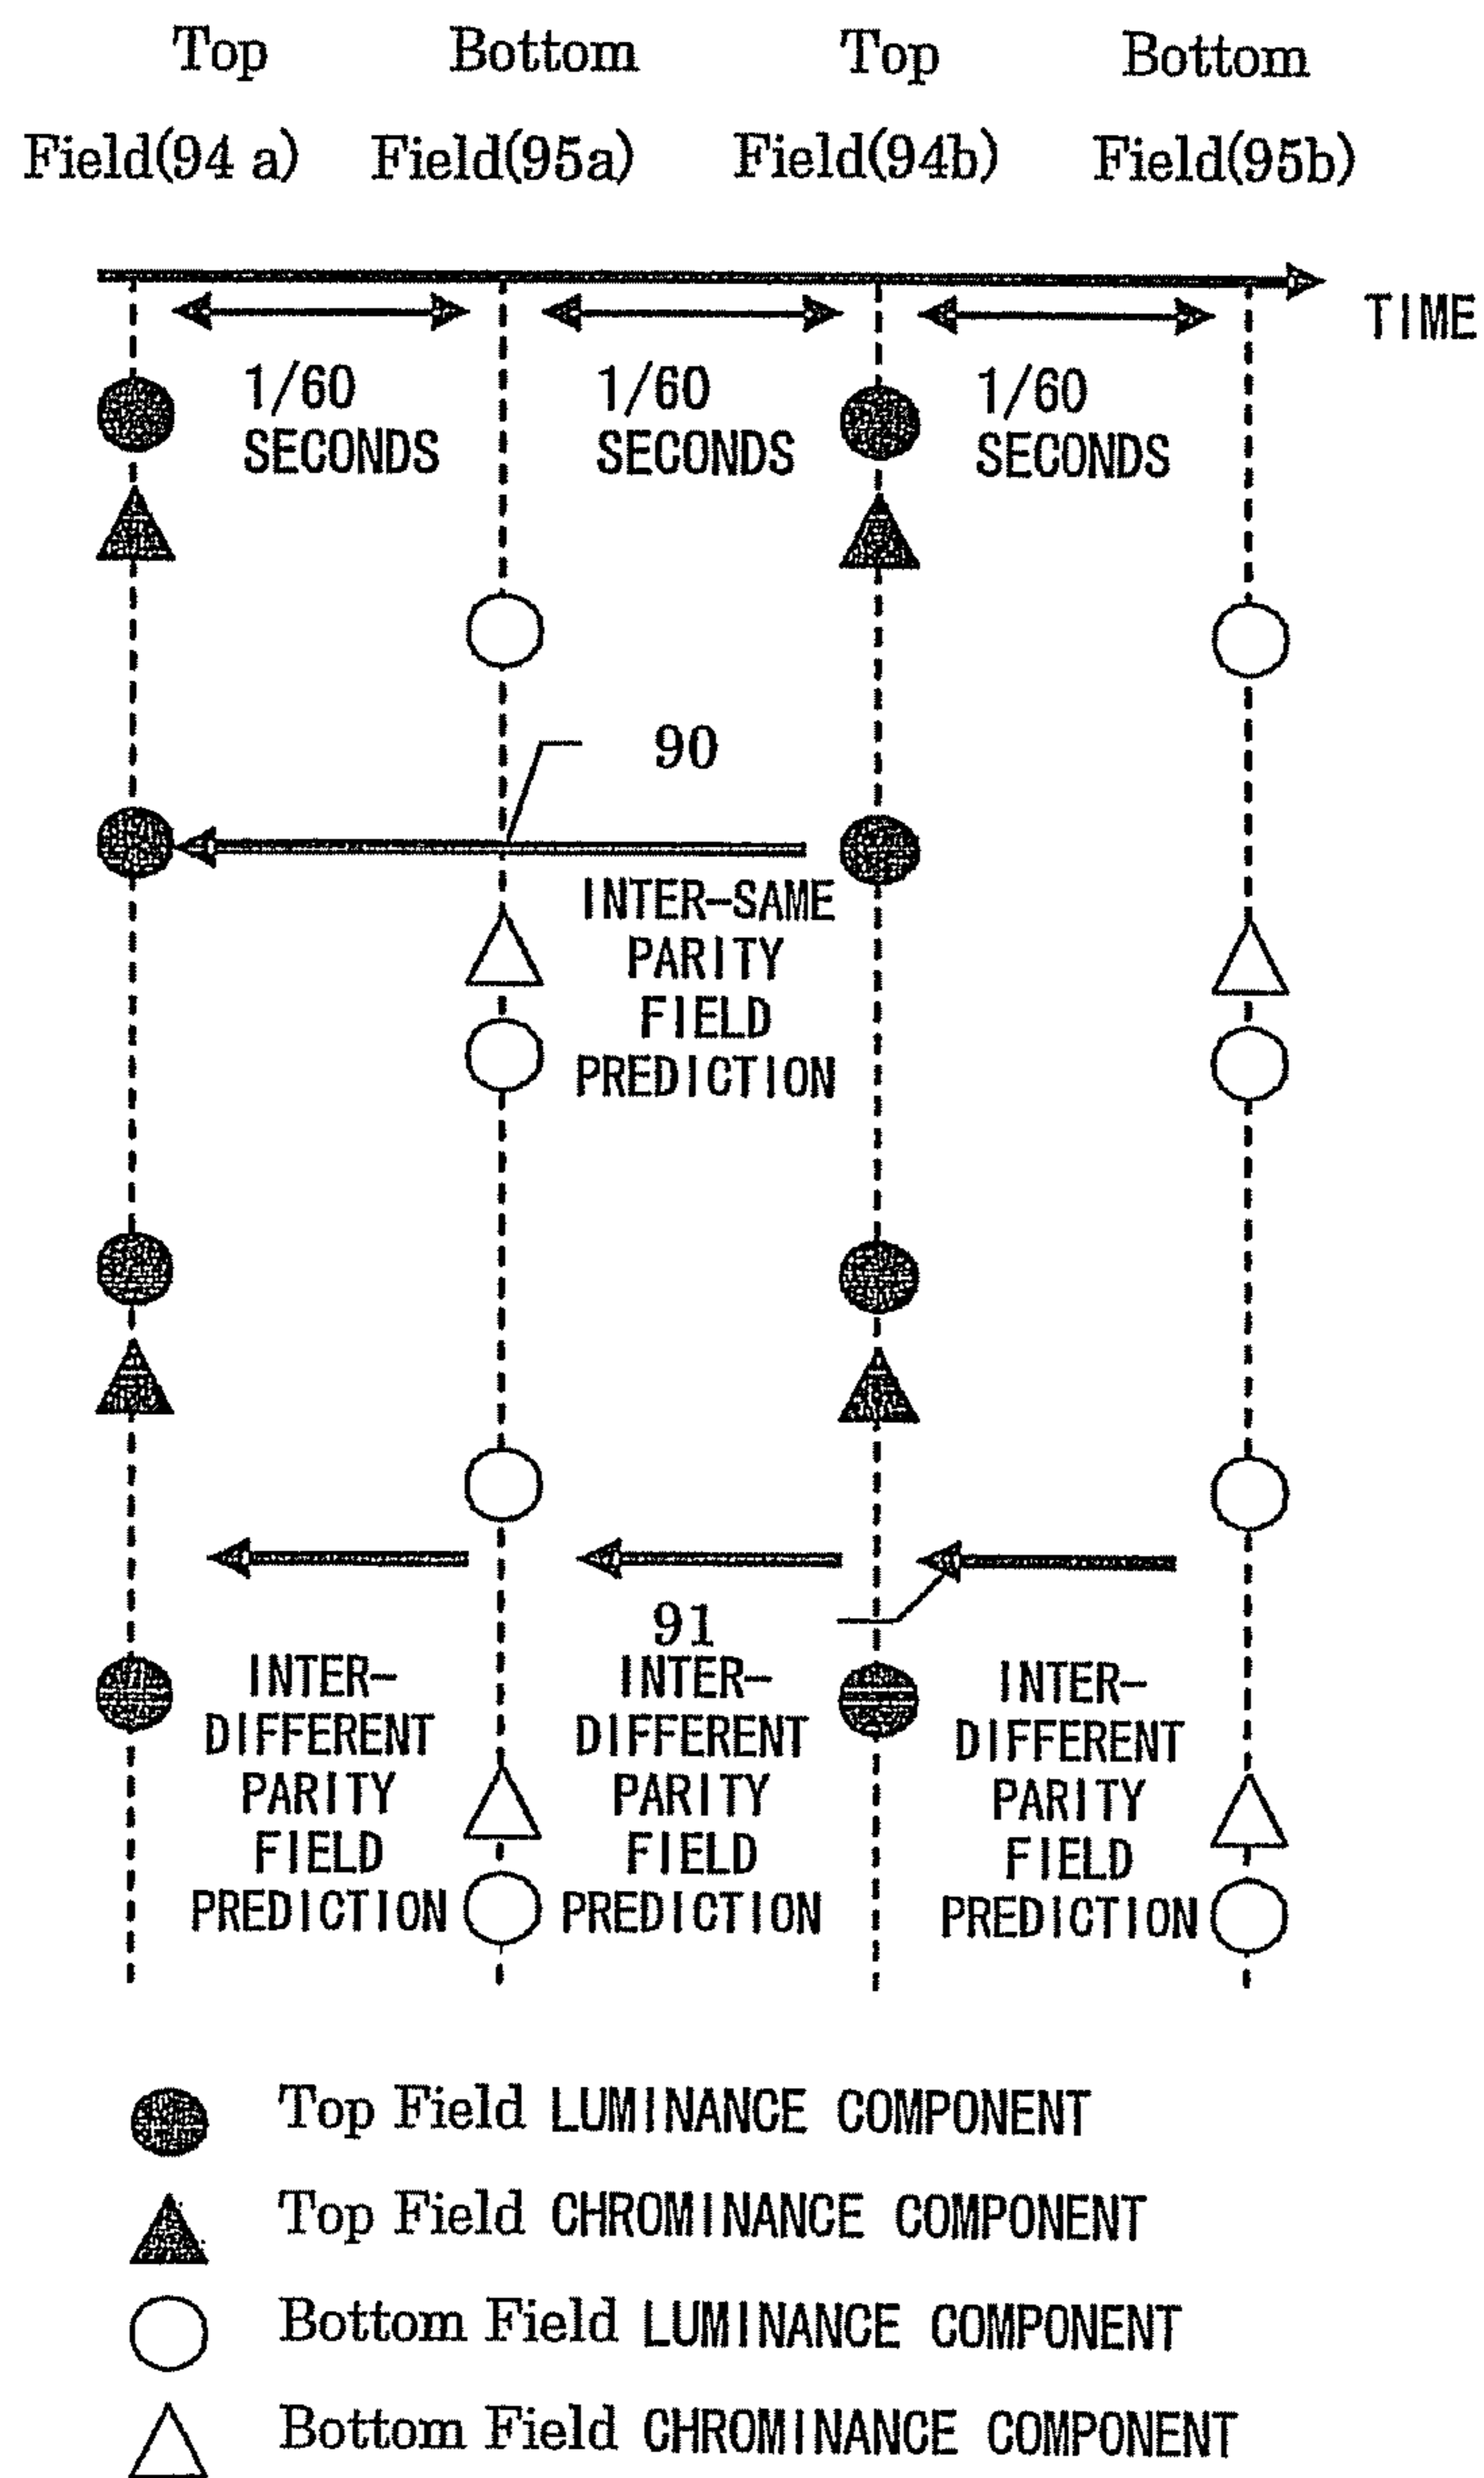 Top Bottom Top Bottom
Field(94 a) Field(95a) Field(94b) Field(95b)
TIME
1/60 1/60 1/60
SECONDS SECONDS SECONDS
90
INTER-SAME
PARITY
FIELD
PREDICTION
91
INTER-
DIFFERENT
PARITY
FIELD
PREDICTION
INTER-
DIFFERENT
PARITY
FIELD
PREDICTION
INTER-
DIFFERENT
PARITY
FIELD
PREDICTION
Top Field LUMINANCE COMPONENT
Top Field CHROMINANCE COMPONENT
Bottom Field LUMINANCE COMPONENT
Bottom Field CHROMINANCE COMPONENT